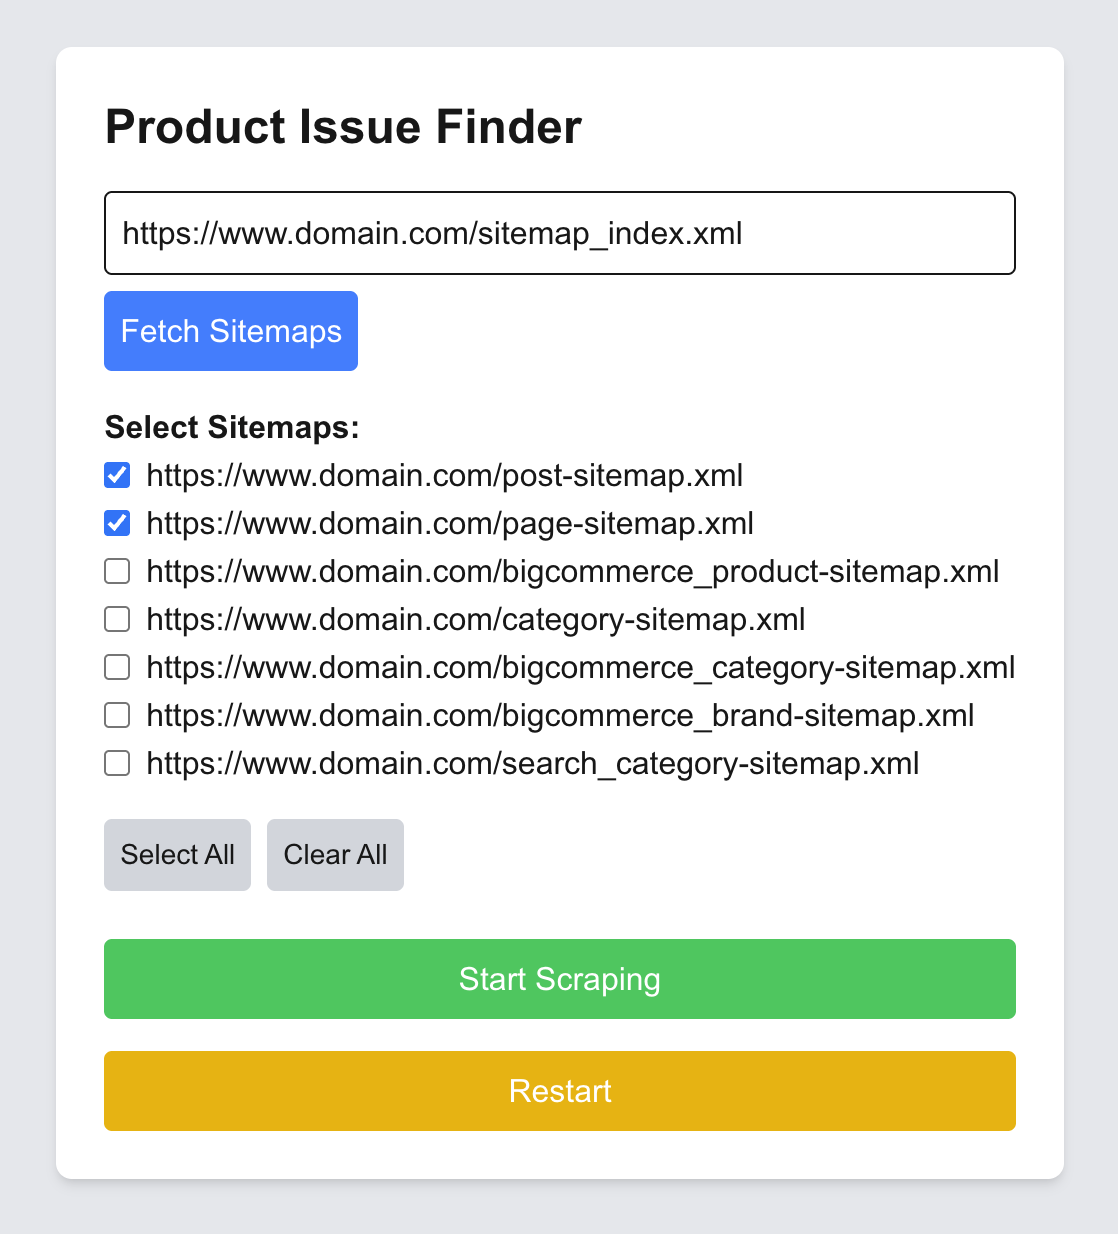 Product Issue Finder
https://www.domain.com/sitemap_index.xml
Fetch Sitemaps
Select Sitemaps:
https://www.domain.com/post-sitemap.xml
https://www.domain.com/page-sitemap.xml
https://www.domain.com/bigcommerce_product-sitemap.xml
https://www.domain.com/category-sitemap.xml
https://www.domain.com/bigcommerce_category-sitemap.xml
https://www.domain.com/bigcommerce_brand-sitemap.xml
https://www.domain.com/search_category-sitemap.xml
Select All Clear All
Start Scraping
Restart